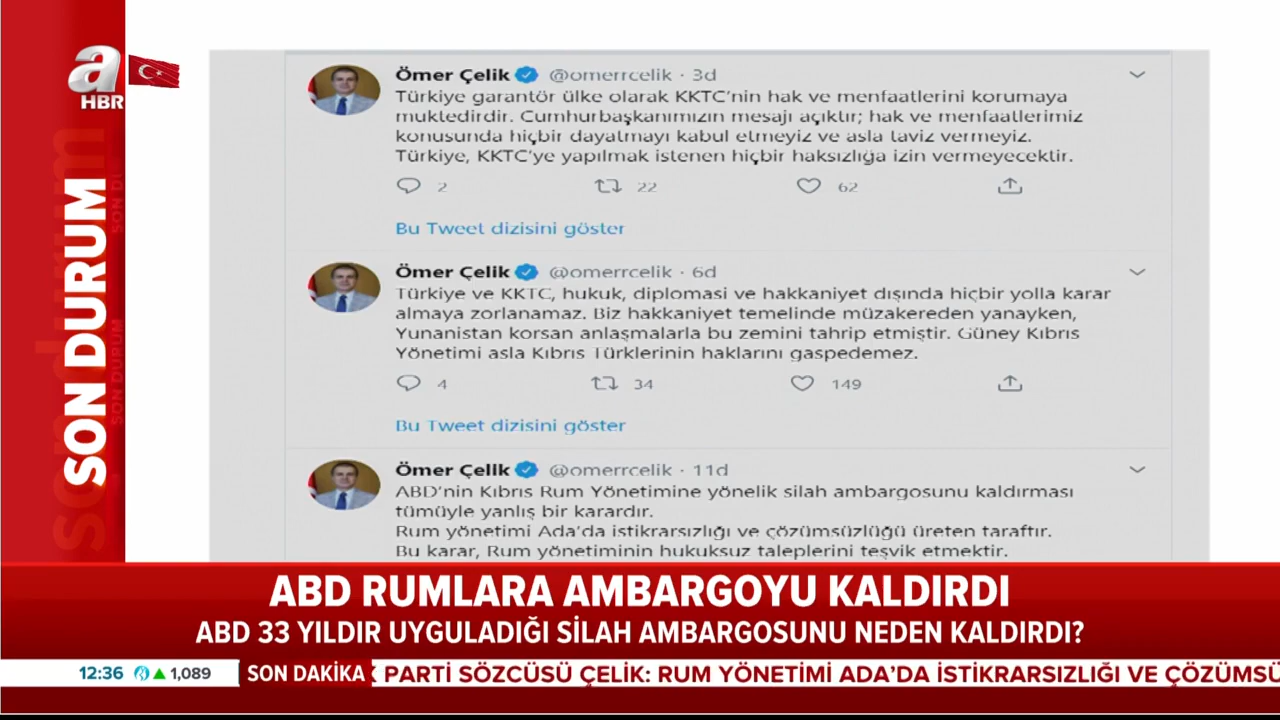 a
HBR
SON DURUM
Ömer Çelik @omerrcelik · 3d
Türkiye garantör ülke olarak KKTC'nin hak ve menfaatlerini korumaya
muktedirdir. Cumhurbaşkanımızın mesajı açıktır; hak ve menfaatlerimiz
konusunda hiçbir dayatmayı kabul etmeyiz ve asla taviz vermeyiz.
Türkiye, KKTC'ye yapılmak istenen hiçbir haksızlığa izin vermeyecektir.
2 22 62
Bu Tweet dizisini göster
Ömer Çelik @omerrcelik · 6d
Türkiye ve KKTC, hukuk, diplomasi ve hakkaniyet dışında hiçbir yolla karar
almaya zorlanamaz. Biz hakkaniyet temelinde müzakereden yanayken,
Yunanistan korsan anlaşmalarla bu zemini tahrip etmiştir. Güney Kıbrıs
Yönetimi asla Kıbrıs Türklerinin haklarını gaspedemez.
4 34 149
Bu Tweet dizisini göster
Ömer Çelik @omerrcelik · 11d
ABD'nin Kıbrıs Rum Yönetimine yönelik silah ambargosunu kaldırması
tümüyle yanlış bir karardır.
Rum yönetimi Ada'da istikrarsızlığı ve çözümsüzlüğü üreten taraftır.
Bu karar, Rum yönetiminin hukuksuz taleplerini teşvik etmektir.
ABD RUMLARA AMBARGOYU KALDIRDI
ABD 33 YILDIR UYGULADIĞI SİLAH AMBARGOSUNU NEDEN KALDIRDI?
12:36 1,089 SON DAKİKA PARTİ SÖZCÜSÜ ÇELİK: RUM YÖNETİMİ ADA'DA İSTİKRARSIZLIĞI VE ÇÖZÜMSÜ